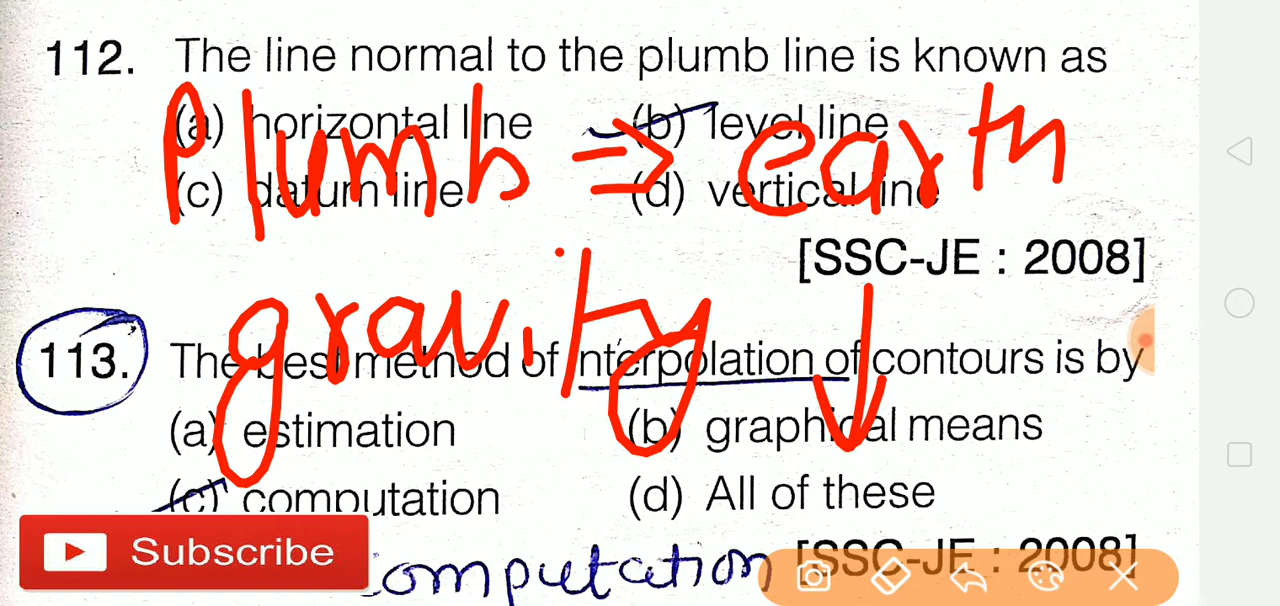 112. The line normal to the plumb line is known as
(a) horizontal line (b) level line
Plumb ⇒ earth
(c) datum line (d) vertical line
[SSC-JE : 2008]
gravity ↓
113. The best method of interpolation of contours is by
(a) estimation (b) graphical means
(c) computation (d) All of these
Subscribe
computation [SSC-JE : 2008]